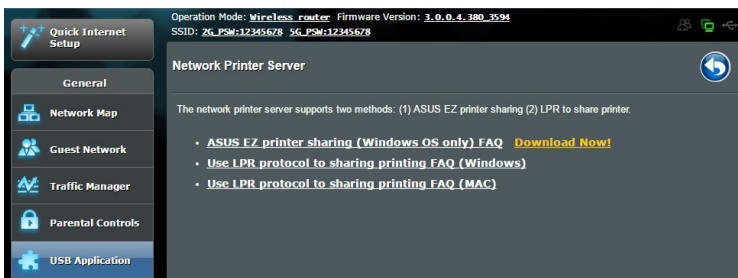 Quick Internet
Setup
General
Network Map
Guest Network
Traffic Manager
Parental Controls
USB Application
Operation Mode: Wireless router Firmware Version: 3.0.0.4.380_3594
SSID: 2G_PSW:12345678 5G_PSW:12345678
Network Printer Server
The network printer server supports two methods: (1) ASUS EZ printer sharing (2) LPR to share printer.
• ASUS EZ printer sharing (Windows OS only) FAQ Download Now!
• Use LPR protocol to sharing printing FAQ (Windows)
• Use LPR protocol to sharing printing FAQ (MAC)